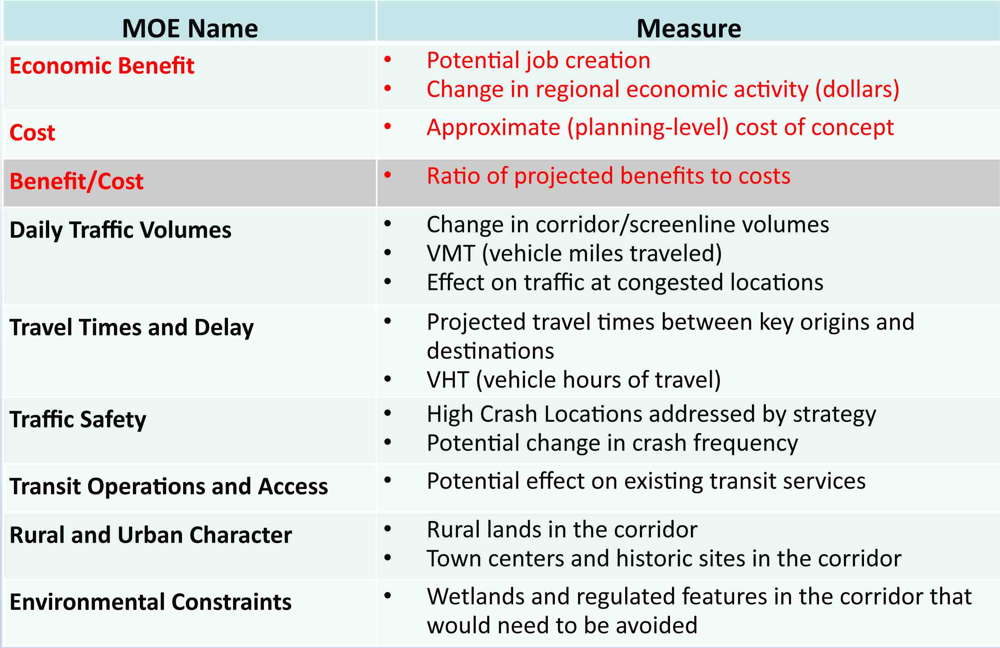 MOE Name
Measure
Economic Benefit
• Potential job creation
• Change in regional economic activity (dollars)
Cost
• Approximate (planning-level) cost of concept
Benefit/Cost
• Ratio of projected benefits to costs
Daily Traffic Volumes
• Change in corridor/screenline volumes
• VMT (vehicle miles traveled)
• Effect on traffic at congested locations
Travel Times and Delay
• Projected travel times between key origins and
destinations
• VHT (vehicle hours of travel)
Traffic Safety
• High Crash Locations addressed by strategy
• Potential change in crash frequency
Transit Operations and Access
• Potential effect on existing transit services
Rural and Urban Character
• Rural lands in the corridor
• Town centers and historic sites in the corridor
Environmental Constraints
• Wetlands and regulated features in the corridor that
would need to be avoided